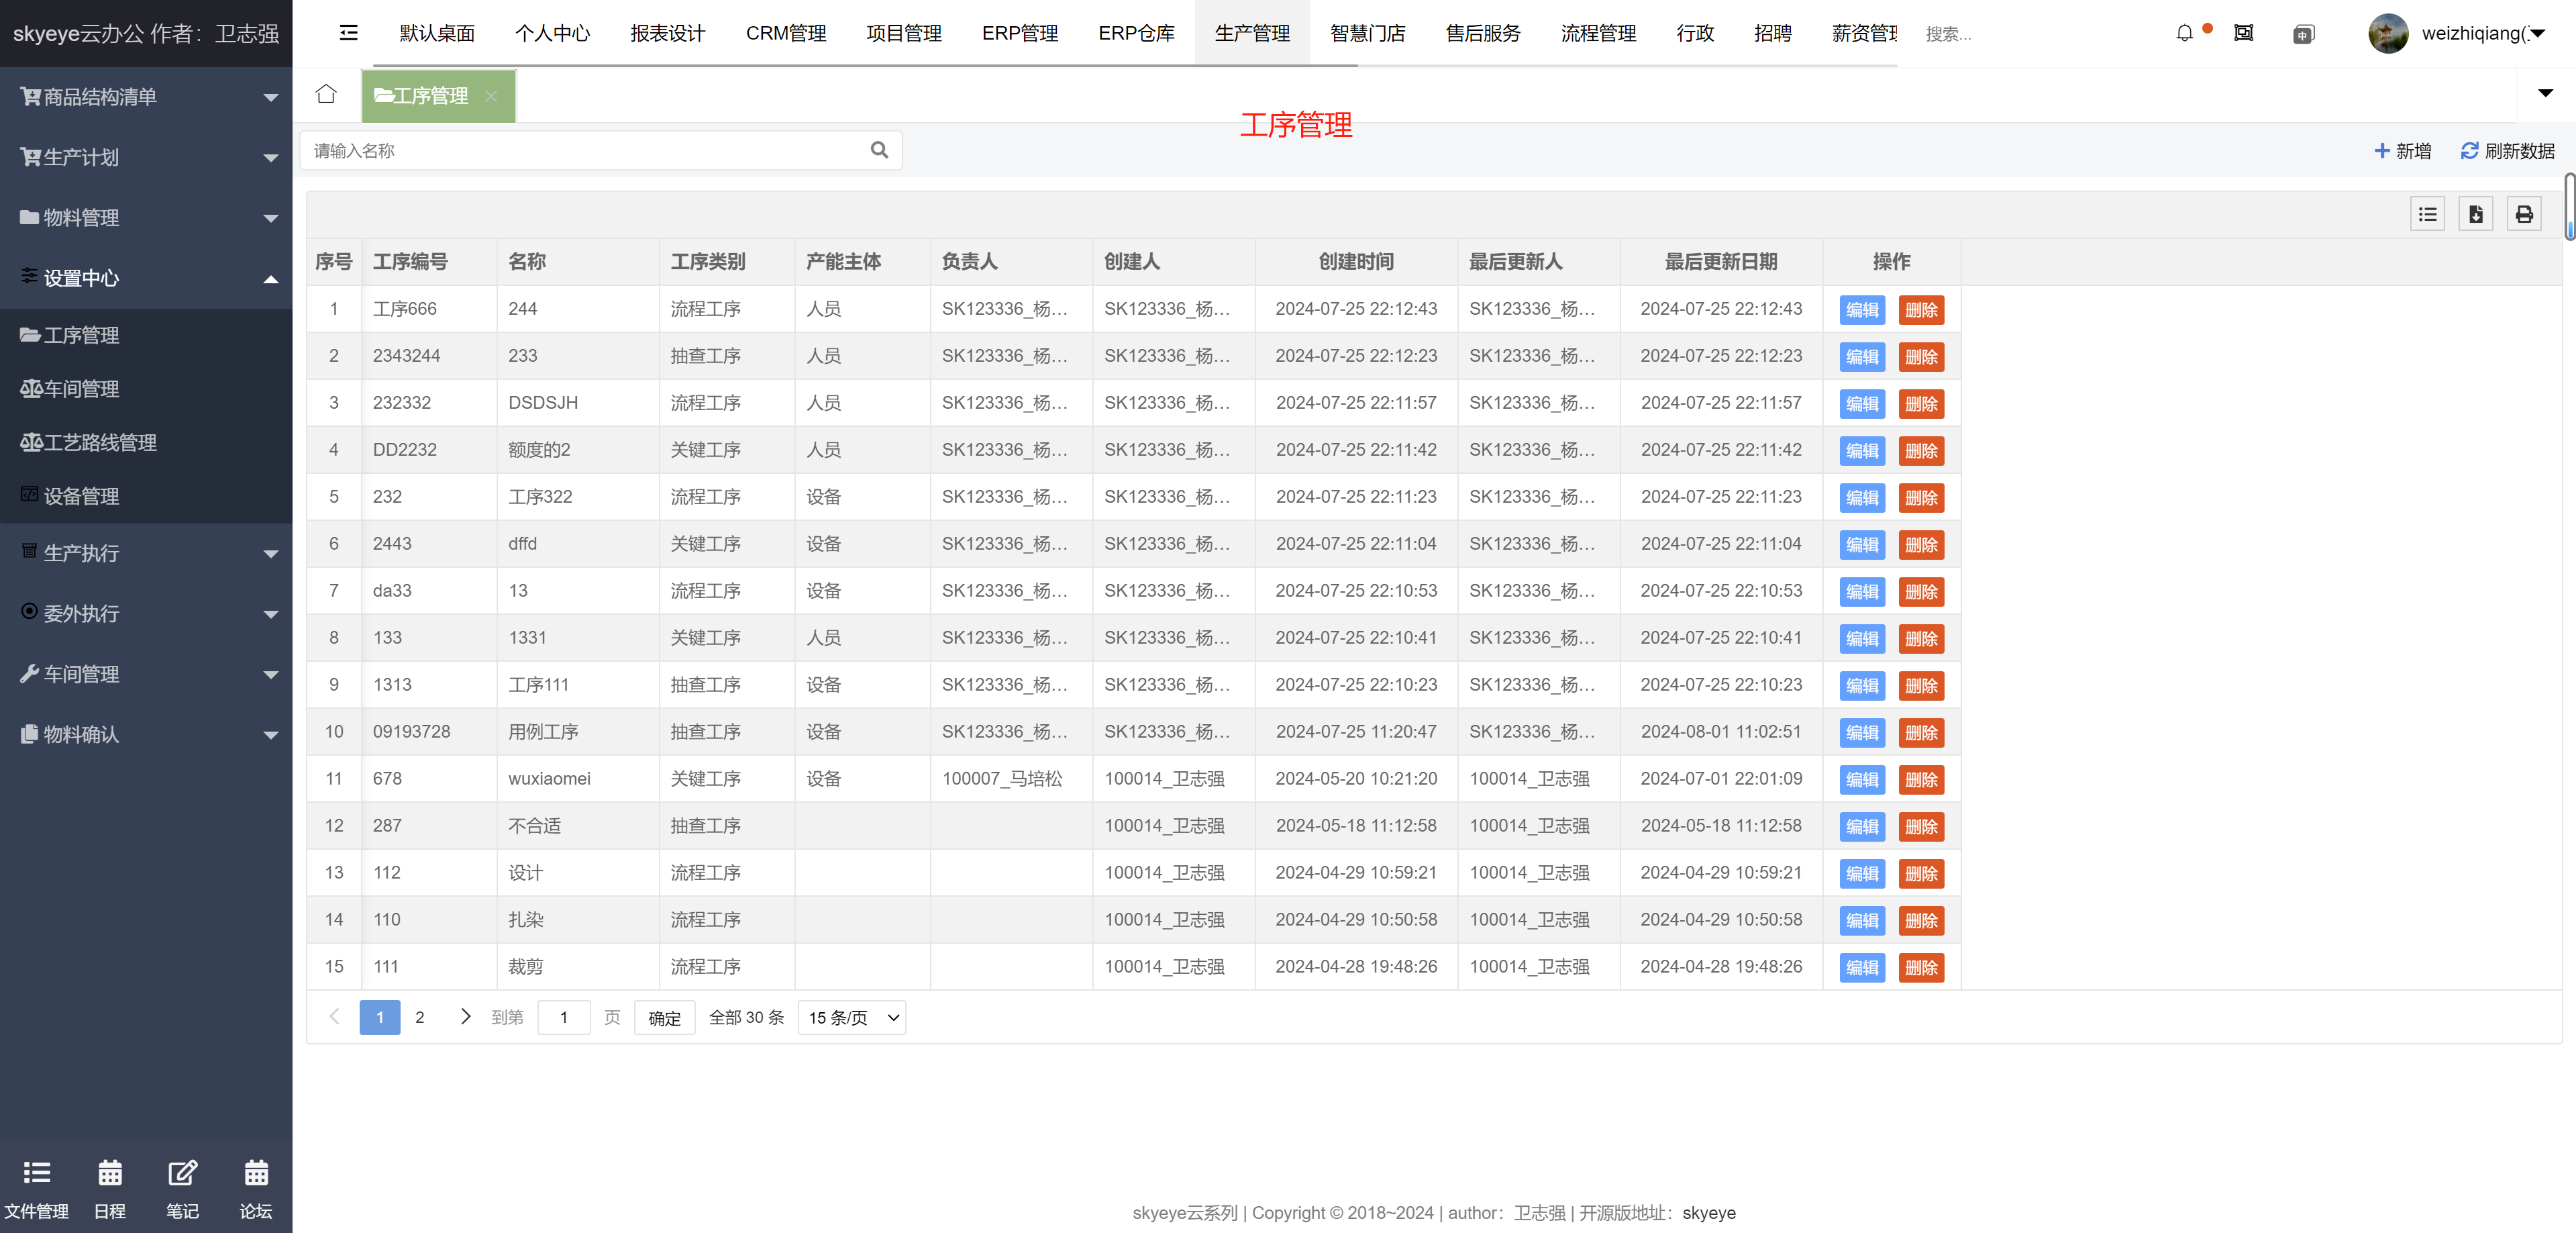 skyeye云办公 作者：卫志强
默认桌面 个人中心 报表设计 CRM管理 项目管理 ERP管理 ERP仓库 生产管理 智慧门店 售后服务 流程管理 行政 招聘 薪资管理 搜索... 中 weizhiqiang(
商品结构清单
生产计划
物料管理
设置中心
工序管理
车间管理
工艺路线管理
设备管理
生产执行
委外执行
车间管理
物料确认
文件管理 日程 笔记 论坛
工序管理
工序管理
请输入名称 新增 刷新数据
序号 工序编号 名称 工序类别 产能主体 负责人 创建人 创建时间 最后更新人 最后更新日期 操作
1 工序666 244 流程工序 人员 SK123336_杨... SK123336_杨... 2024-07-25 22:12:43 SK123336_杨... 2024-07-25 22:12:43 编辑 删除
2 2343244 233 抽查工序 人员 SK123336_杨... SK123336_杨... 2024-07-25 22:12:23 SK123336_杨... 2024-07-25 22:12:23 编辑 删除
3 232332 DSDSJH 流程工序 人员 SK123336_杨... SK123336_杨... 2024-07-25 22:11:57 SK123336_杨... 2024-07-25 22:11:57 编辑 删除
4 DD2232 额度的2 关键工序 人员 SK123336_杨... SK123336_杨... 2024-07-25 22:11:42 SK123336_杨... 2024-07-25 22:11:42 编辑 删除
5 232 工序322 流程工序 设备 SK123336_杨... SK123336_杨... 2024-07-25 22:11:23 SK123336_杨... 2024-07-25 22:11:23 编辑 删除
6 2443 dffd 关键工序 设备 SK123336_杨... SK123336_杨... 2024-07-25 22:11:04 SK123336_杨... 2024-07-25 22:11:04 编辑 删除
7 da33 13 流程工序 设备 SK123336_杨... SK123336_杨... 2024-07-25 22:10:53 SK123336_杨... 2024-07-25 22:10:53 编辑 删除
8 133 1331 关键工序 人员 SK123336_杨... SK123336_杨... 2024-07-25 22:10:41 SK123336_杨... 2024-07-25 22:10:41 编辑 删除
9 1313 工序111 抽查工序 设备 SK123336_杨... SK123336_杨... 2024-07-25 22:10:23 SK123336_杨... 2024-07-25 22:10:23 编辑 删除
10 09193728 用例工序 抽查工序 设备 SK123336_杨... SK123336_杨... 2024-07-25 11:20:47 SK123336_杨... 2024-08-01 11:02:51 编辑 删除
11 678 wuxiaomei 关键工序 设备 100007_马培松 100014_卫志强 2024-05-20 10:21:20 100014_卫志强 2024-07-01 22:01:09 编辑 删除
12 287 不合适 抽查工序 100014_卫志强 2024-05-18 11:12:58 100014_卫志强 2024-05-18 11:12:58 编辑 删除
13 112 设计 流程工序 100014_卫志强 2024-04-29 10:59:21 100014_卫志强 2024-04-29 10:59:21 编辑 删除
14 110 扎染 流程工序 100014_卫志强 2024-04-29 10:50:58 100014_卫志强 2024-04-29 10:50:58 编辑 删除
15 111 裁剪 流程工序 100014_卫志强 2024-04-28 19:48:26 100014_卫志强 2024-04-28 19:48:26 编辑 删除
1 2 到第 1 页 确定 全部 30 条 15 条/页
skyeye云系列 | Copyright © 2018~2024 | author：卫志强 | 开源版地址：skyeye